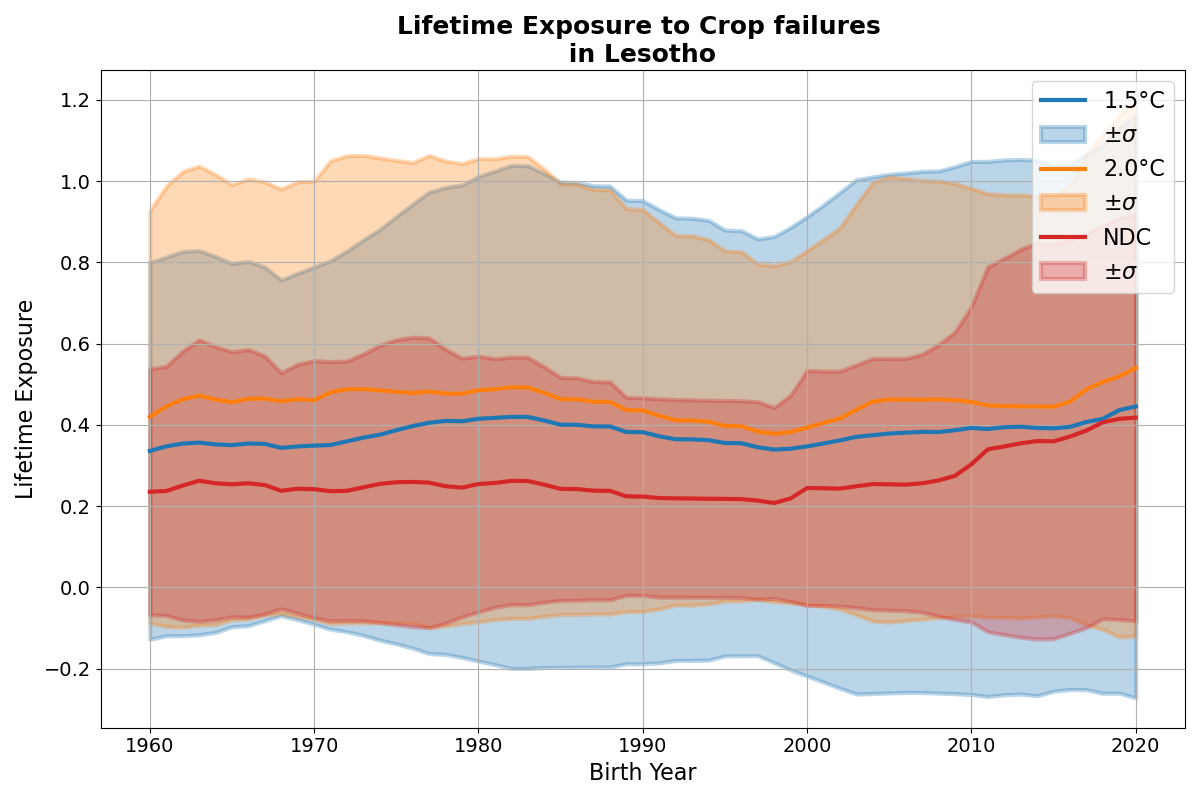 Lifetime Exposure to Crop failures
in Lesotho
Lifetime Exposure
1.2
1.0
0.8
0.6
0.4
0.2
0.0
−0.2
1.5°C
±σ
2.0°C
±σ
NDC
±σ
1960
1970
1980
1990
2000
2010
2020
Birth Year